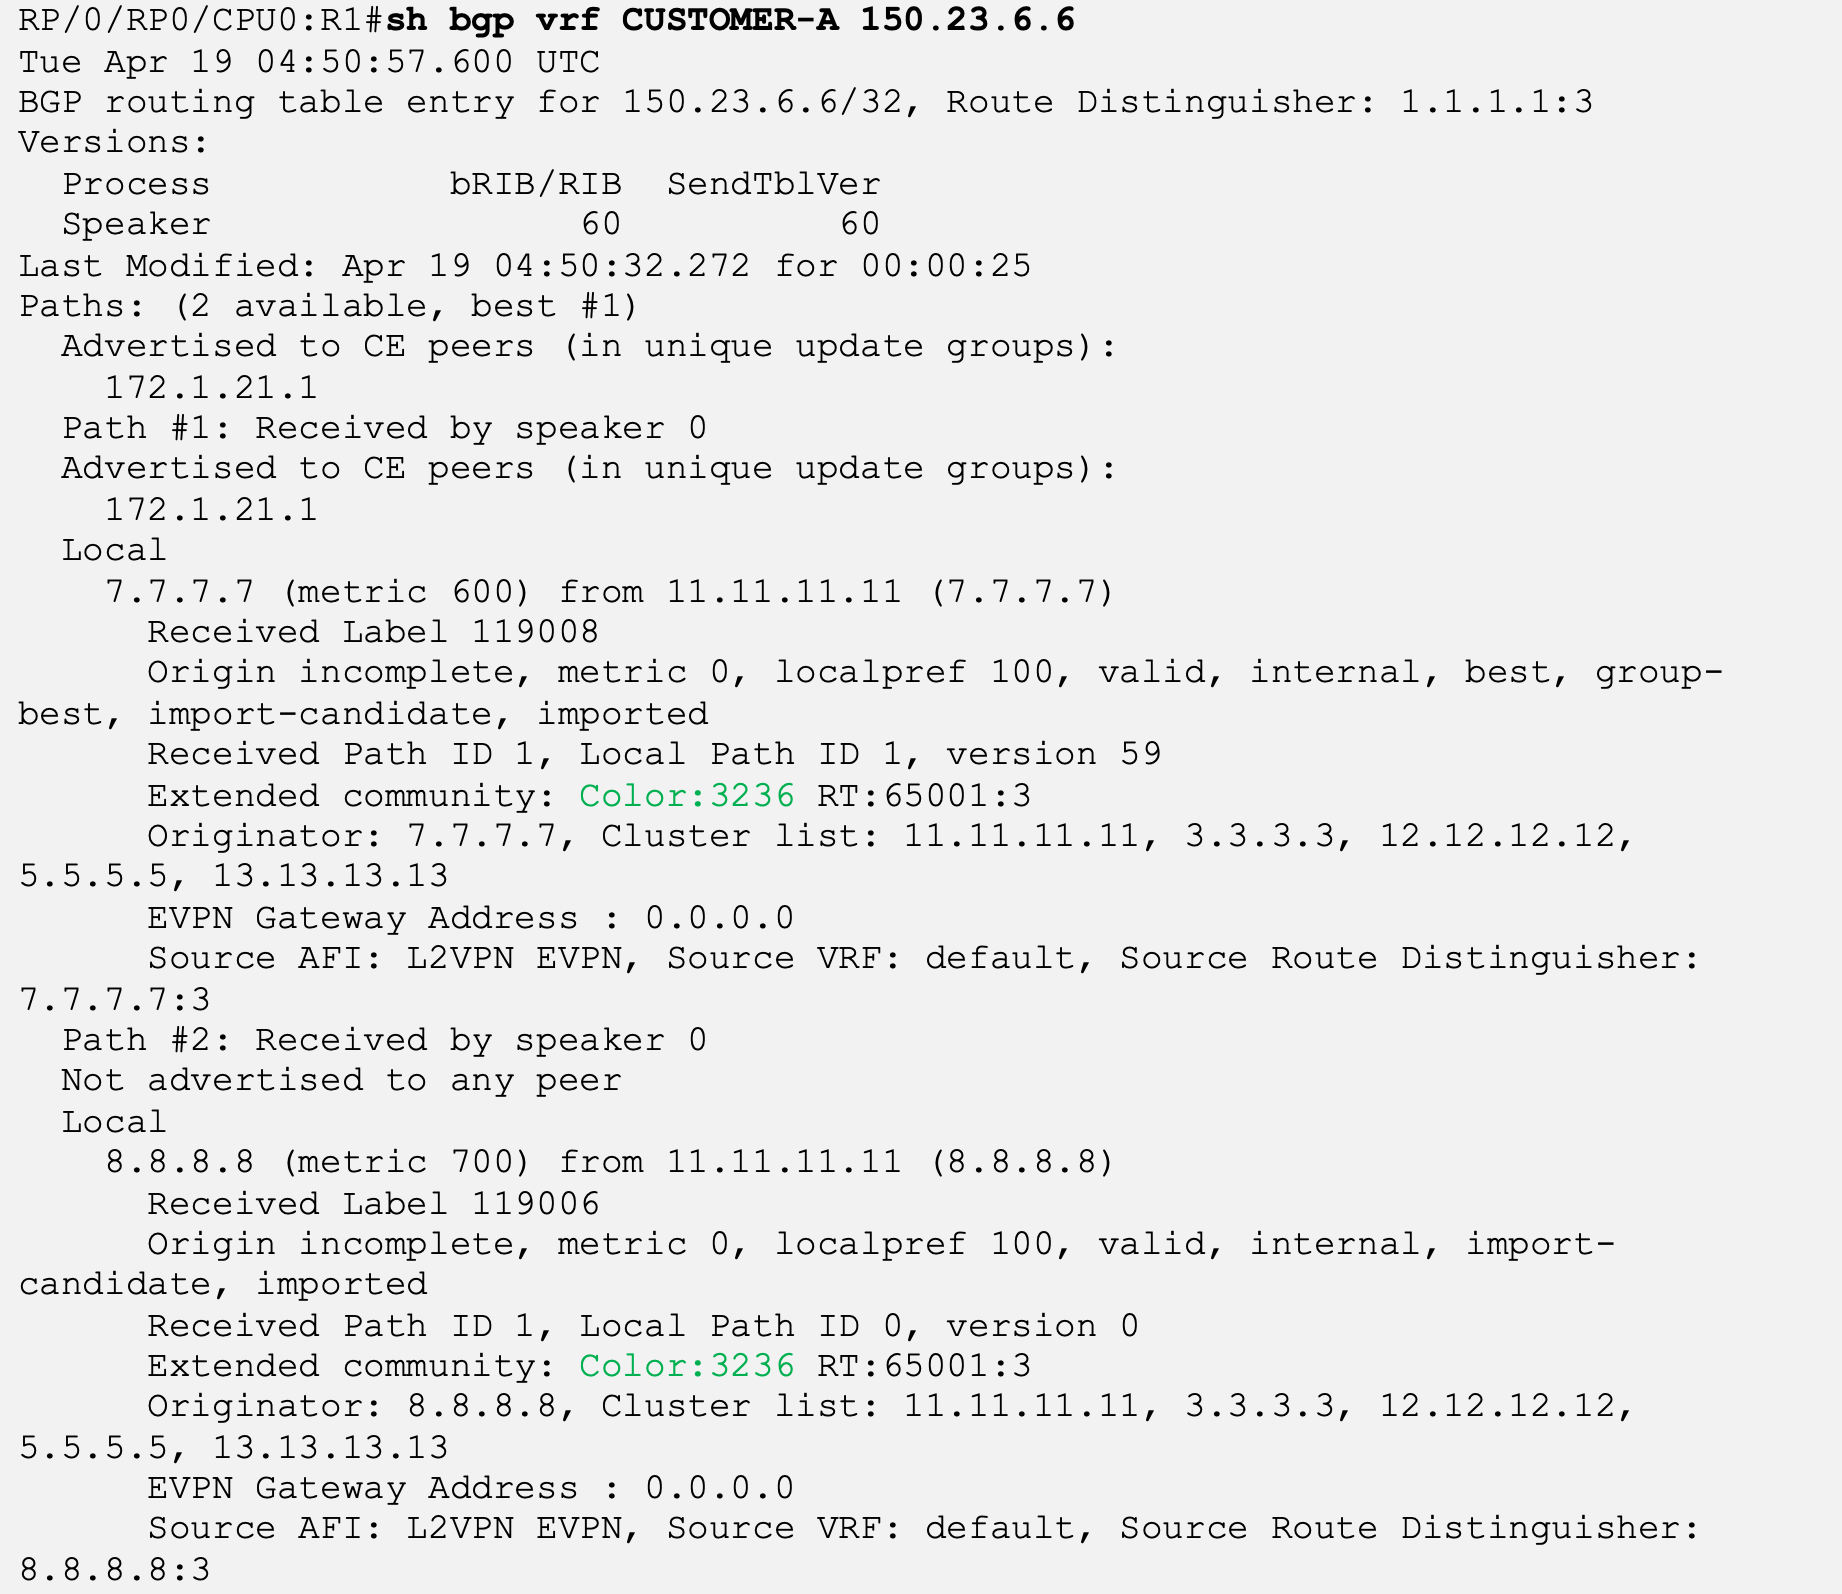 RP/0/RP0/CPU0:R1#sh bgp vrf CUSTOMER-A 150.23.6.6
Tue Apr 19 04:50:57.600 UTC
BGP routing table entry for 150.23.6.6/32, Route Distinguisher: 1.1.1.1:3
Versions:
  Process           bRIB/RIB  SendTblVer
  Speaker                 60          60
Last Modified: Apr 19 04:50:32.272 for 00:00:25
Paths: (2 available, best #1)
  Advertised to CE peers (in unique update groups):
    172.1.21.1
  Path #1: Received by speaker 0
  Advertised to CE peers (in unique update groups):
    172.1.21.1
  Local
    7.7.7.7 (metric 600) from 11.11.11.11 (7.7.7.7)
      Received Label 119008
      Origin incomplete, metric 0, localpref 100, valid, internal, best, group-
best, import-candidate, imported
      Received Path ID 1, Local Path ID 1, version 59
      Extended community: Color:3236 RT:65001:3
      Originator: 7.7.7.7, Cluster list: 11.11.11.11, 3.3.3.3, 12.12.12.12,
5.5.5.5, 13.13.13.13
      EVPN Gateway Address : 0.0.0.0
      Source AFI: L2VPN EVPN, Source VRF: default, Source Route Distinguisher:
7.7.7.7:3
  Path #2: Received by speaker 0
  Not advertised to any peer
  Local
    8.8.8.8 (metric 700) from 11.11.11.11 (8.8.8.8)
      Received Label 119006
      Origin incomplete, metric 0, localpref 100, valid, internal, import-
candidate, imported
      Received Path ID 1, Local Path ID 0, version 0
      Extended community: Color:3236 RT:65001:3
      Originator: 8.8.8.8, Cluster list: 11.11.11.11, 3.3.3.3, 12.12.12.12,
5.5.5.5, 13.13.13.13
      EVPN Gateway Address : 0.0.0.0
      Source AFI: L2VPN EVPN, Source VRF: default, Source Route Distinguisher:
8.8.8.8:3